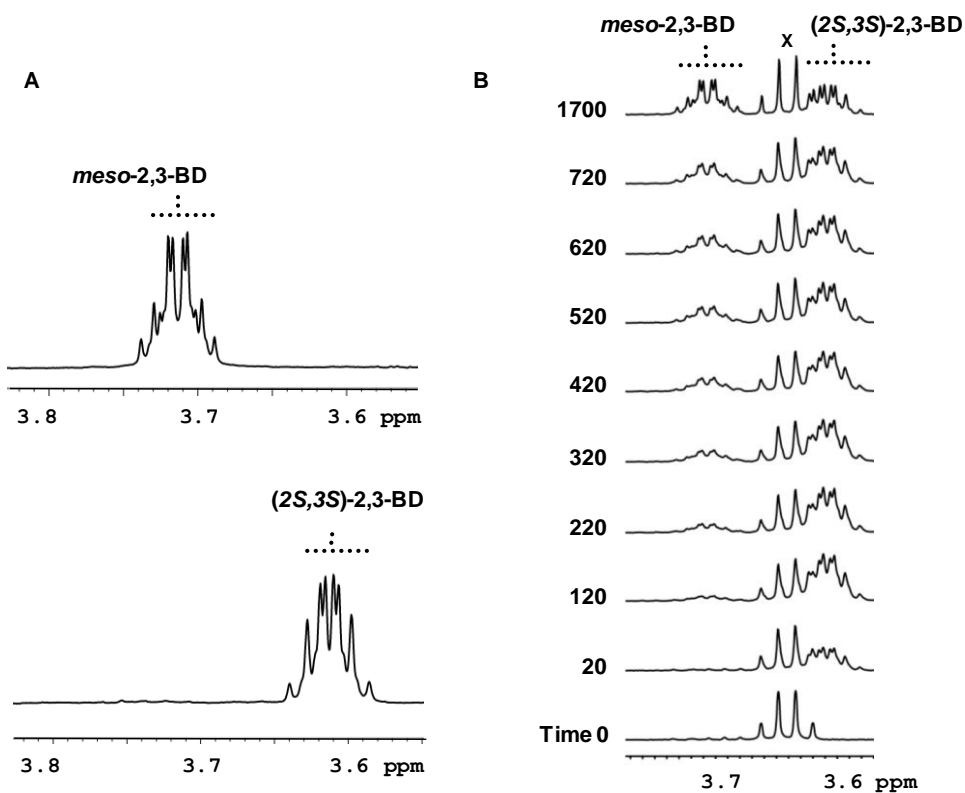 A
meso-2,3-BD
3.8 3.7 3.6 ppm
(2S,3S)-2,3-BD
3.8 3.7 3.6 ppm
B
meso-2,3-BD X (2S,3S)-2,3-BD
1700
720
620
520
420
320
220
120
20
Time 0
3.7 3.6 ppm